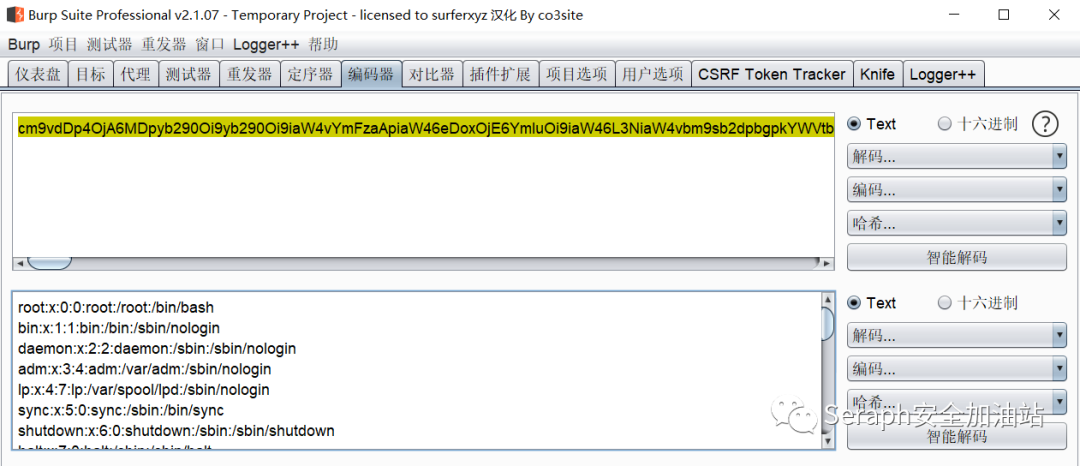 Burp Suite Professional v2.1.07 - Temporary Project - licensed to surferxyz 汉化 By co3site
Burp 项目 测试器 重发器 窗口 Logger++ 帮助
仪表盘 目标 代理 测试器 重发器 定序器 编码器 对比器 插件扩展 项目选项 用户选项 CSRF Token Tracker Knife Logger++
cm9vdDp4OjA6MDpyb290Oi9yb290Oi9iaW4vYmFzaApiaW46eDoxOjE6YmluOi9iaW46L3NiaW4vbm9sb2dpbgpkYWVtb
Text 十六进制 ?
解码...
编码...
哈希...
智能解码
root:x:0:0:root:/root:/bin/bash
bin:x:1:1:bin:/bin:/sbin/nologin
daemon:x:2:2:daemon:/sbin:/sbin/nologin
adm:x:3:4:adm:/var/adm:/sbin/nologin
lp:x:4:7:lp:/var/spool/lpd:/sbin/nologin
sync:x:5:0:sync:/sbin:/bin/sync
shutdown:x:6:0:shutdown:/sbin:/sbin/shutdown
halt:x:7:0:halt:/sbin:/sbin/halt
Text 十六进制
解码...
编码...
哈希...
智能解码
Seraph安全加油站